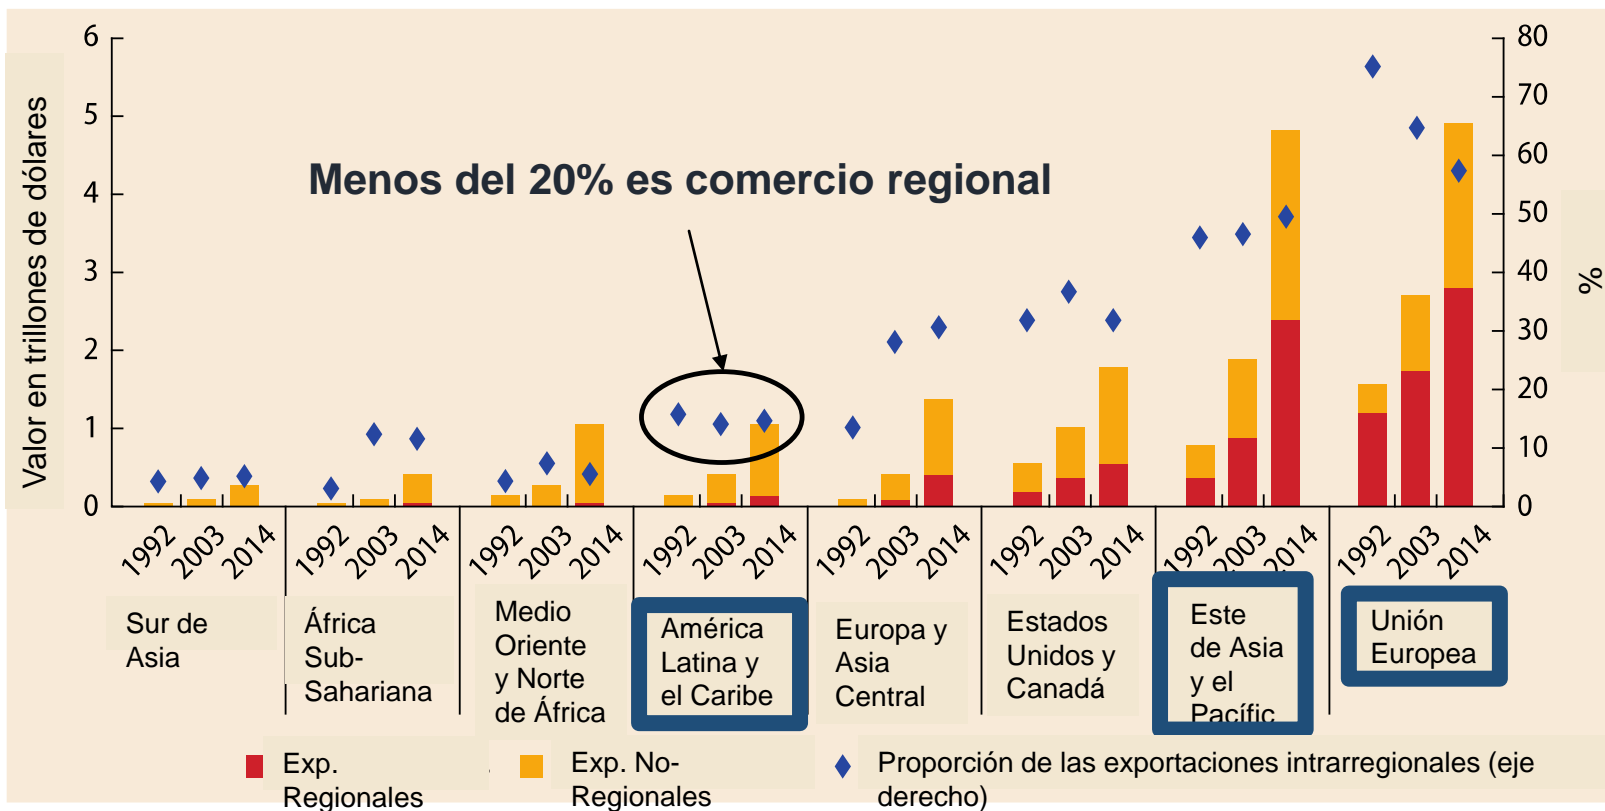 Valor en trillones de dólares
6
5
4
3
2
1
0
80
70
60
50
40
30
20
10
0
%
Menos del 20% es comercio regional
1992 2003 2014
1992 2003 2014
1992 2003 2014
1992 2003 2014
1992 2003 2014
1992 2003 2014
1992 2003 2014
1992 2003 2014
Sur de
Asia
África
Sub-
Sahariana
Medio
Oriente
y Norte
de África
América
Latina y
el Caribe
Europa y
Asia
Central
Estados
Unidos y
Canadá
Este
de Asia
y el
Pacífic
Unión
Europea
Exp.
Regionales
Exp. No-
Regionales
Proporción de las exportaciones intrarregionales (eje
derecho)